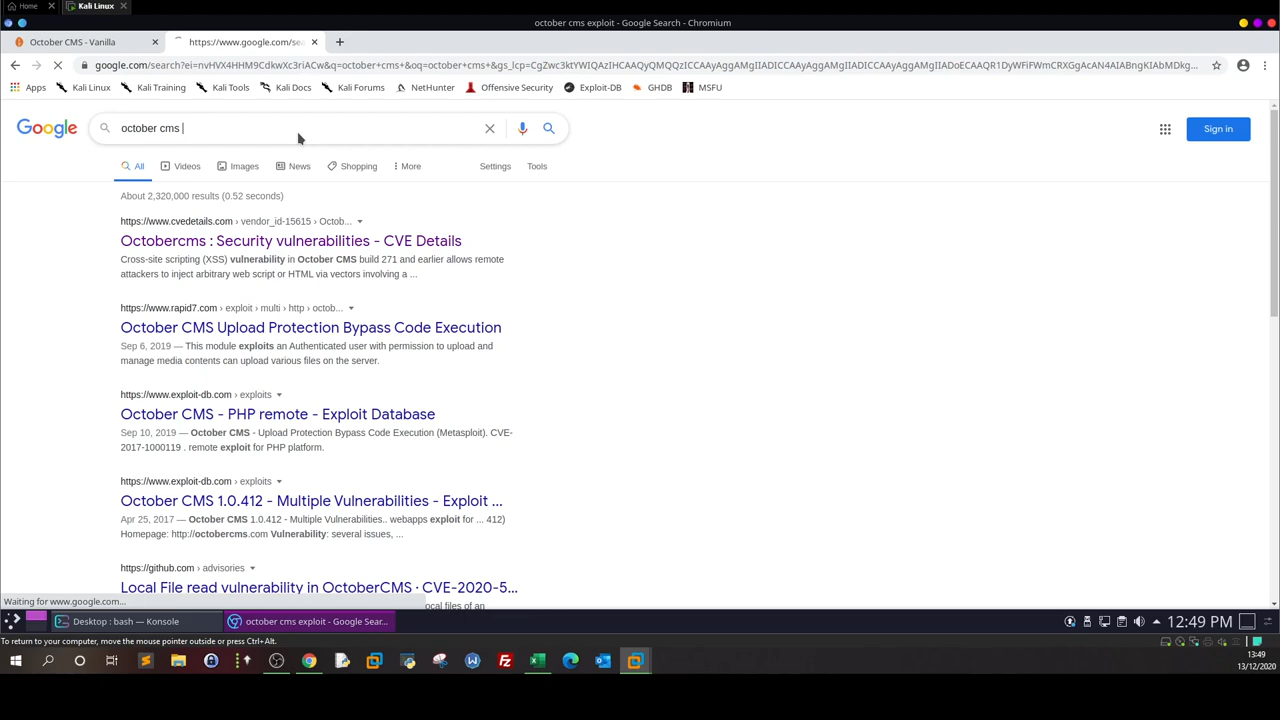 Home
Kali Linux
october cms exploit - Google Search - Chromium
October CMS - Vanilla
https://www.google.com/sea
google.com/search?ei=nvHVX4HHM9CdkwXc3riACw&q=october+cms+&oq=october+cms+&gs_lcp=CgZwc3ktYWIQAzIHCAAQyQMQQzICCAAyAggAMgIIADICCAAyAggAMgIIADICCAAyAggAMgIIADoECAAQR1DyWFiFWmCRXGgAcAN4AIABngKIAbMDkg...
Apps
Kali Linux
Kali Training
Kali Tools
Kali Docs
Kali Forums
NetHunter
Offensive Security
Exploit-DB
GHDB
MSFU
Google
october cms
Sign in
All
Videos
Images
News
Shopping
More
Settings
Tools
About 2,320,000 results (0.52 seconds)
https://www.cvedetails.com › vendor_id-15615 › Octob...
Octobercms : Security vulnerabilities - CVE Details
Cross-site scripting (XSS) vulnerability in October CMS build 271 and earlier allows remote
attackers to inject arbitrary web script or HTML via vectors involving a ...
https://www.rapid7.com › exploit › multi › http › octob...
October CMS Upload Protection Bypass Code Execution
Sep 6, 2019 — This module exploits an Authenticated user with permission to upload and
manage media contents can upload various files on the server.
https://www.exploit-db.com › exploits
October CMS - PHP remote - Exploit Database
Sep 10, 2019 — October CMS - Upload Protection Bypass Code Execution (Metasploit). CVE-
2017-1000119 . remote exploit for PHP platform.
https://www.exploit-db.com › exploits
October CMS 1.0.412 - Multiple Vulnerabilities - Exploit ...
Apr 25, 2017 — October CMS 1.0.412 - Multiple Vulnerabilities.. webapps exploit for ... 412)
Homepage: http://octobercms.com Vulnerability: several issues, ...
https://github.com › advisories
Local File read vulnerability in OctoberCMS · CVE-2020-5...
Waiting for www.google.com...
ocal files of an
Desktop : bash — Konsole
october cms exploit - Google Sear...
12:49 PM
To return to your computer, move the mouse pointer outside or press Ctrl+Alt.
13:49
13/12/2020